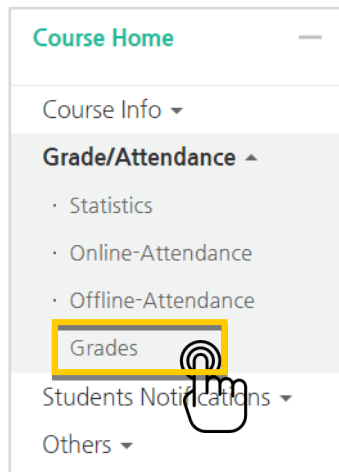 Course Home
Course Info
Grade/Attendance
· Statistics
· Online-Attendance
· Offline-Attendance
Grades
Students Notifications
Others